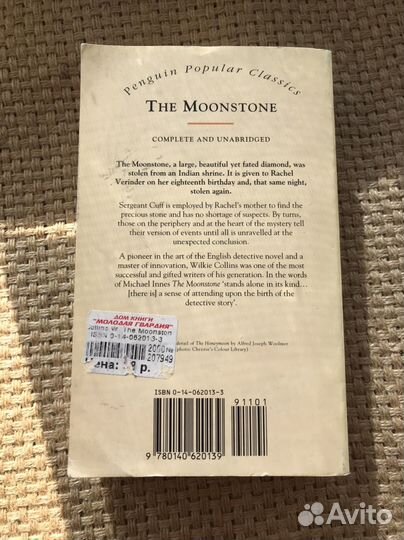 Penguin Popular Classics
THE MOONSTONE
COMPLETE AND UNABRIDGED
The Moonstone, a large, beautiful yet fated diamond, was
stolen from an Indian shrine. It is given to Rachel
Verinder on her eighteenth birthday and, that same night,
stolen again.
Sergeant Cuff is employed by Rachel's mother to find the
precious stone and has no shortage of suspects. By turns,
those on the periphery and at the heart of the mystery tell
their version of events until all is unravelled at the
unexpected conclusion.
A pioneer in the art of the English detective novel and a
master of innovation, Wilkie Collins was one of the most
successful and gifted writers of his generation. In the words
of Michael Innes The Moonstone 'stands alone in its kind…
[there is] a sense of attending upon the birth of the
detective story'.
ДОМ КНИГИ
"МОЛОДАЯ ГВАРДИЯ"
Collins W. The Moonston
ISBN 0-14-062013-3
207949
Цена: р.
detail of The Honeymoon by Alfred Joseph Woolmer
(photo: Christie's Colour Library)
ISBN 0-14-062013-3
91101
9 780140 620139
Avito